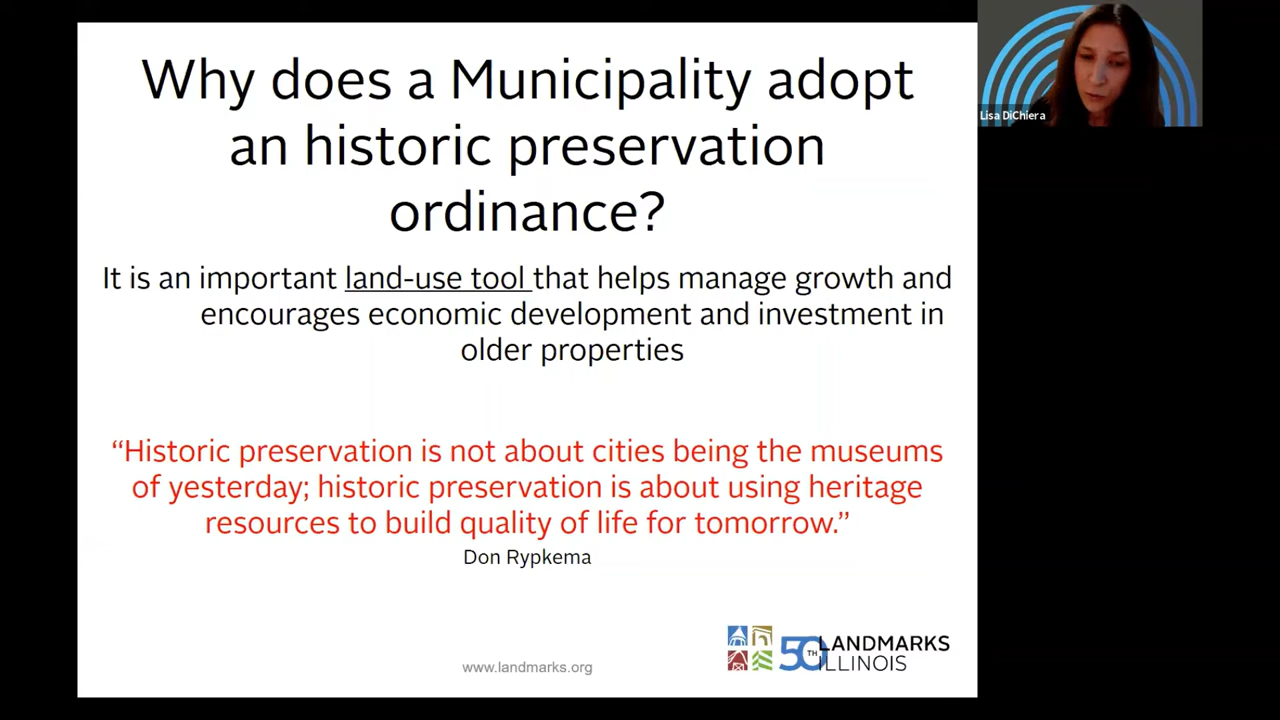 Why does a Municipality adopt
an historic preservation
ordinance?
It is an important land-use tool that helps manage growth and
encourages economic development and investment in
older properties
“Historic preservation is not about cities being the museums
of yesterday; historic preservation is about using heritage
resources to build quality of life for tomorrow.”
Don Rypkema
www.landmarks.org
50TH LANDMARKS
ILLINOIS
Lisa DiChiera